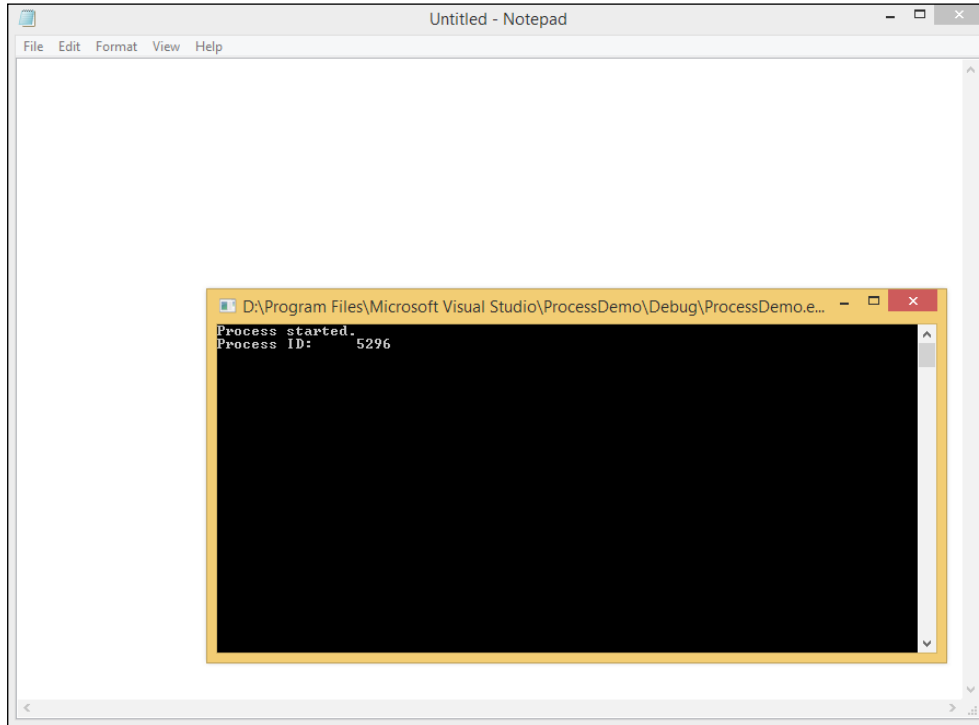 Untitled - Notepad
File Edit Format View Help
D:\Program Files\Microsoft Visual Studio\ProcessDemo\Debug\ProcessDemo.e...
Process started.
Process ID: 5296